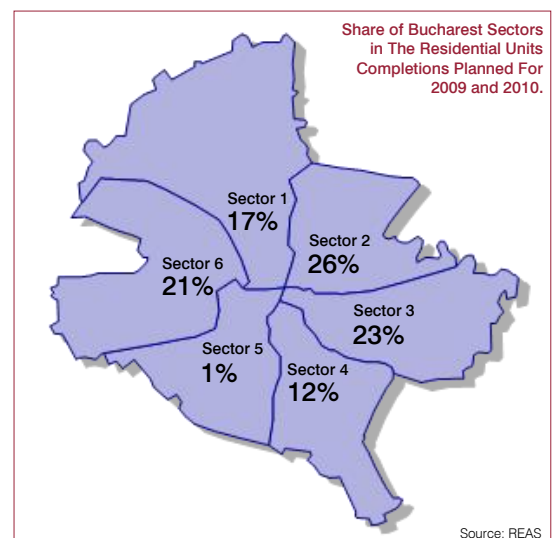 Share of Bucharest Sectors
in The Residential Units
Completions Planned For
2009 and 2010.
Sector 1
17%
Sector 2
26%
Sector 6
21%
Sector 3
23%
Sector 5
1%
Sector 4
12%
Source: REAS